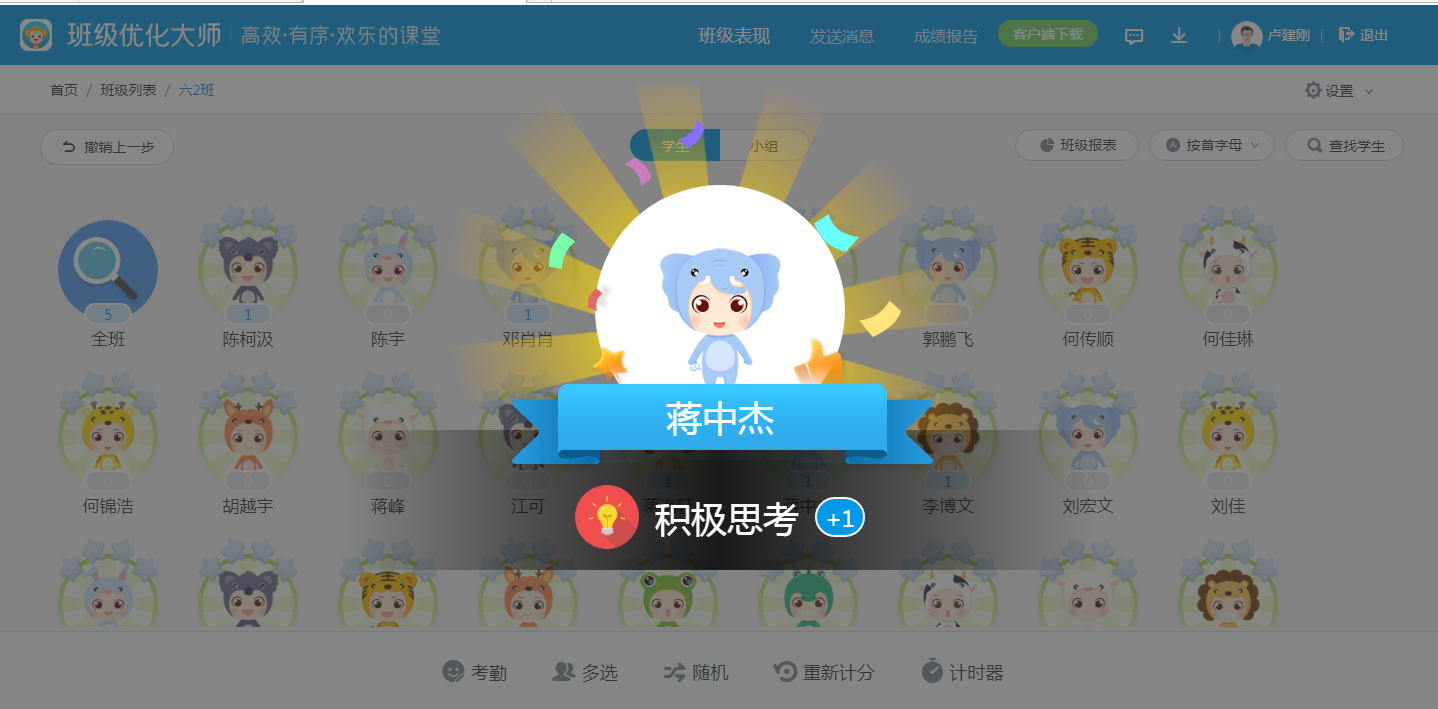 班级优化大师 高效·有序·欢乐的课堂 班级表现 发送消息 成绩报告 客户端下载 卢建刚 退出
首页 / 班级列表 / 六2班 设置
撤销上一步 学生 小组 班级报表 A 按首字母 查找学生
5 1 0 1 0 0 0
全班 陈柯汲 陈宇 邓肖肖 郭鹏飞 何传顺 何佳琳
蒋中杰
0 0 0 1 1 1 0 0
何锦浩 胡越宇 蒋峰 江可 李博文 刘宏文 刘佳
积极思考 +1
考勤 多选 随机 重新计分 计时器